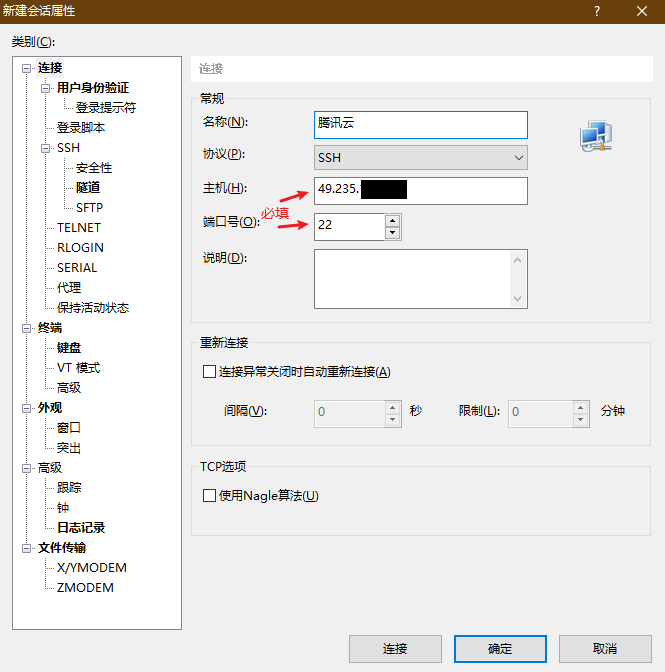 新建会话属性
类别(C):
连接
用户身份验证
登录提示符
登录脚本
SSH
安全性
隧道
SFTP
TELNET
RLOGIN
SERIAL
代理
保持活动状态
终端
键盘
VT 模式
高级
外观
窗口
突出
高级
跟踪
钟
日志记录
文件传输
X/YMODEM
ZMODEM
连接
常规
名称(N):
腾讯云
协议(P):
SSH
主机(H):
49.235.
必填
端口号(O):
22
说明(D):
重新连接
连接异常关闭时自动重新连接(A)
间隔(V):
0
秒
限制(L):
0
分钟
TCP选项
使用Nagle算法(U)
连接
确定
取消